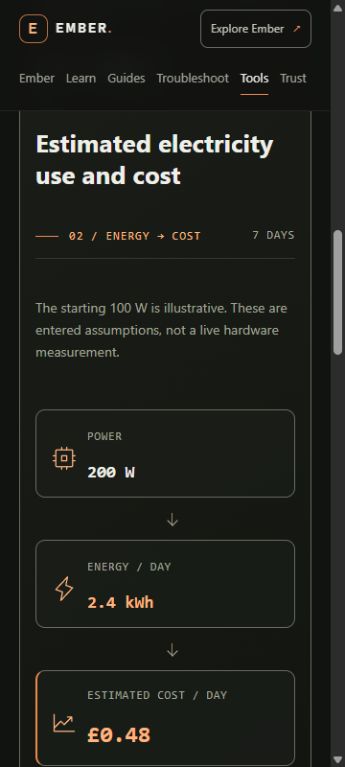 E EMBER.
Explore Ember ↗
Ember Learn Guides Troubleshoot Tools Trust
Estimated electricity
use and cost
02 / ENERGY → COST
7 DAYS
The starting 100 W is illustrative. These are
entered assumptions, not a live hardware
measurement.
POWER
200 W
↓
ENERGY / DAY
2.4 kWh
↓
ESTIMATED COST / DAY
£0.48